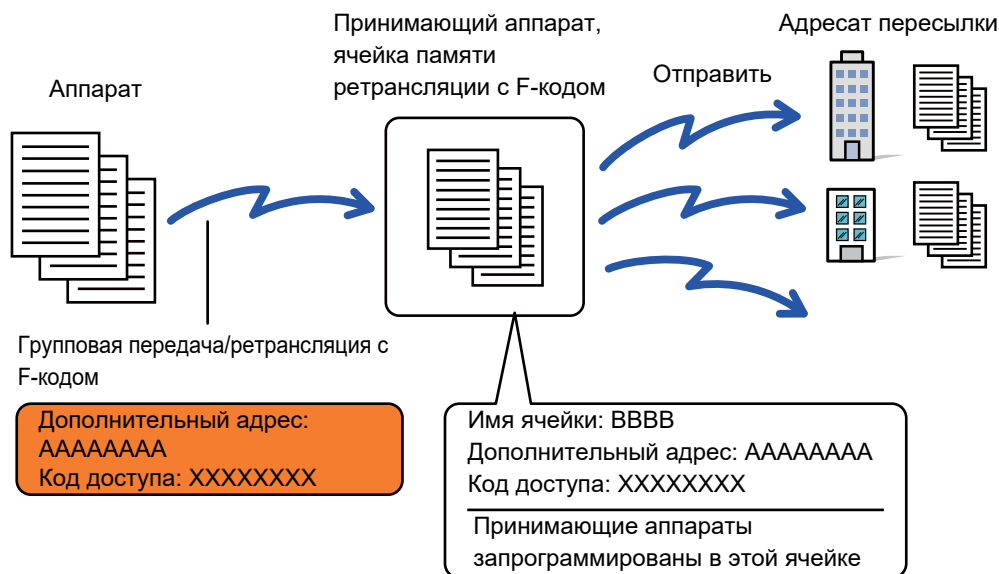 Аппарат
Принимающий аппарат,
ячейка памяти
ретрансляции с F-кодом
Отправить
Адресат пересылки
Групповая передача/ретрансляция с
F-кодом
Дополнительный адрес:
AAAAAAAA
Код доступа: XXXXXXXX
Имя ячейки: BBBB
Дополнительный адрес: AAAAAAAA
Код доступа: XXXXXXXX
Принимающие аппараты
запрограммированы в этой ячейке